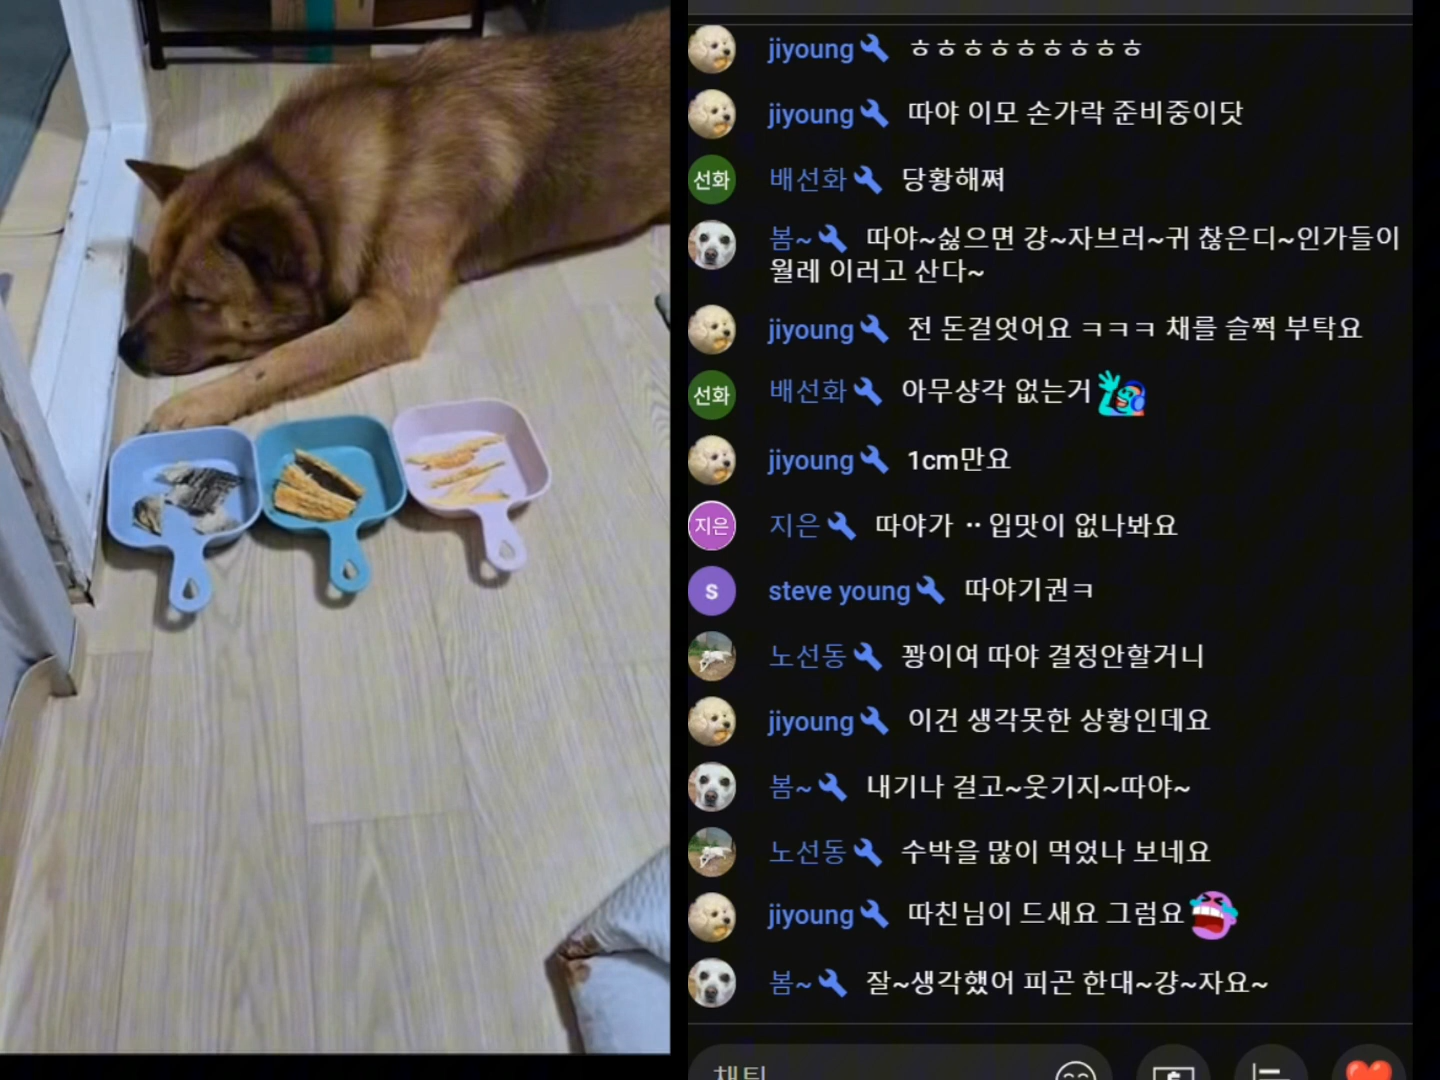 jiyoung ㅎㅎㅎㅎㅎㅎㅎㅎㅎ
jiyoung 따야 이모 손가락 준비중이닷
선화 배선화 당황해쪄
봄~ 따야~싫으면 걍~자브러~귀 찮은디~인가들이
월레 이러고 산다~
jiyoung 전 돈걸엇어요 ㅋㅋㅋ 채를 슬쩍 부탁요
선화 배선화 아무상각 없는거
jiyoung 1cm만요
지은 지은 따야가 ·· 입맛이 없나봐요
S steve young 따야기권ㅋ
노선동 꽝이여 따야 걸정안할거니
jiyoung 이건 생각못한 상황인데요
봄~ 내기나 걸고~웃기지~따야~
노선동 수박을 많이 먹었나 보네요
jiyoung 따친님이 드새요 그럼요
봄~ 잘~생각했어 피곤 한대~걍~자요~
채팅